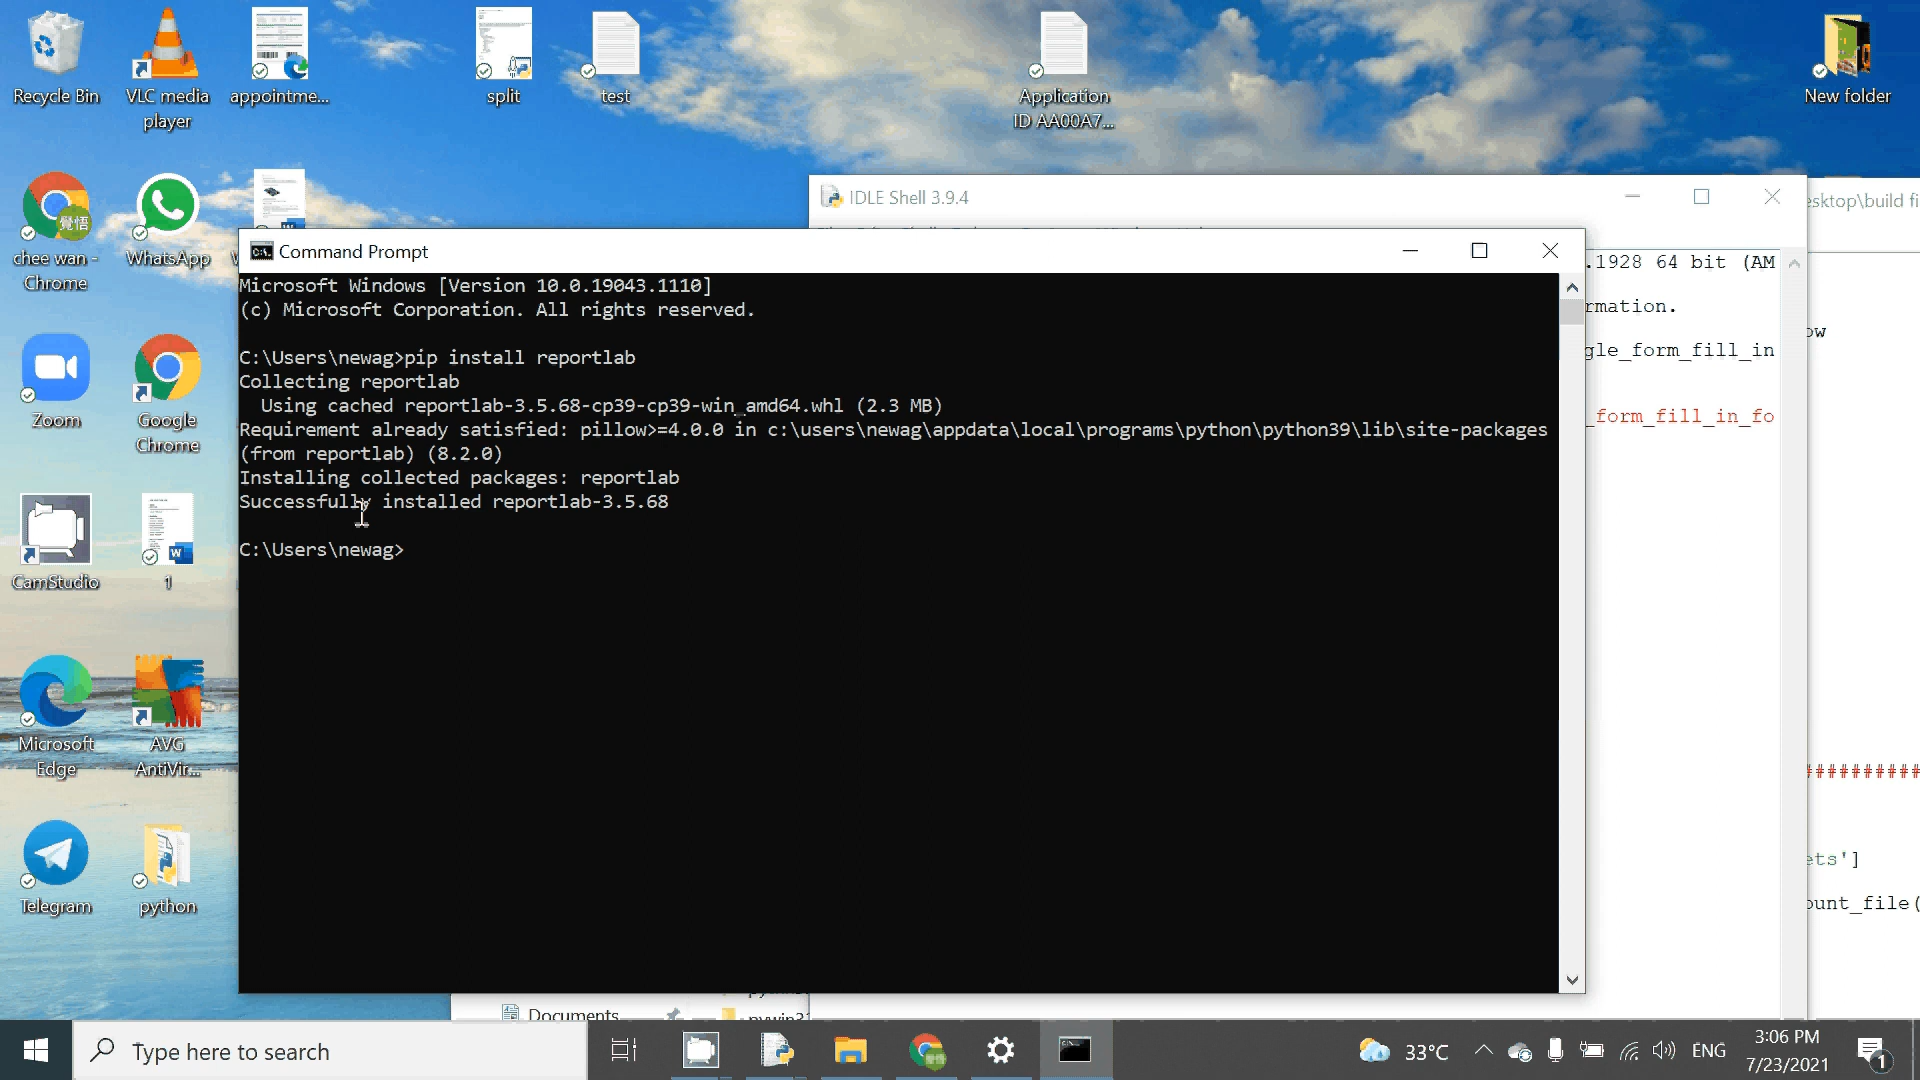 Recycle Bin
VLC media
player
appointme...
split
test
Application
ID AA00A7...
New folder
chee wan -
Chrome
覺悟
WhatsApp
Zoom
Google
Chrome
CamStudio
1
Microsoft
Edge
AVG
AntiVir...
Telegram
python
IDLE Shell 3.9.4
esktop\build fi
.1928 64 bit (AM
rmation.
ow
gle_form_fill_in
_form_fill_in_fo
##########
ets']
ount_file(
Command Prompt
Microsoft Windows [Version 10.0.19043.1110]
(c) Microsoft Corporation. All rights reserved.
C:\Users\newag>pip install reportlab
Collecting reportlab
Using cached reportlab-3.5.68-cp39-cp39-win_amd64.whl (2.3 MB)
Requirement already satisfied: pillow>=4.0.0 in c:\users\newag\appdata\local\programs\python\python39\lib\site-packages
(from reportlab) (8.2.0)
Installing collected packages: reportlab
Successfully installed reportlab-3.5.68
C:\Users\newag>
Documents
Type here to search
33°C
ENG
3:06 PM
7/23/2021
1